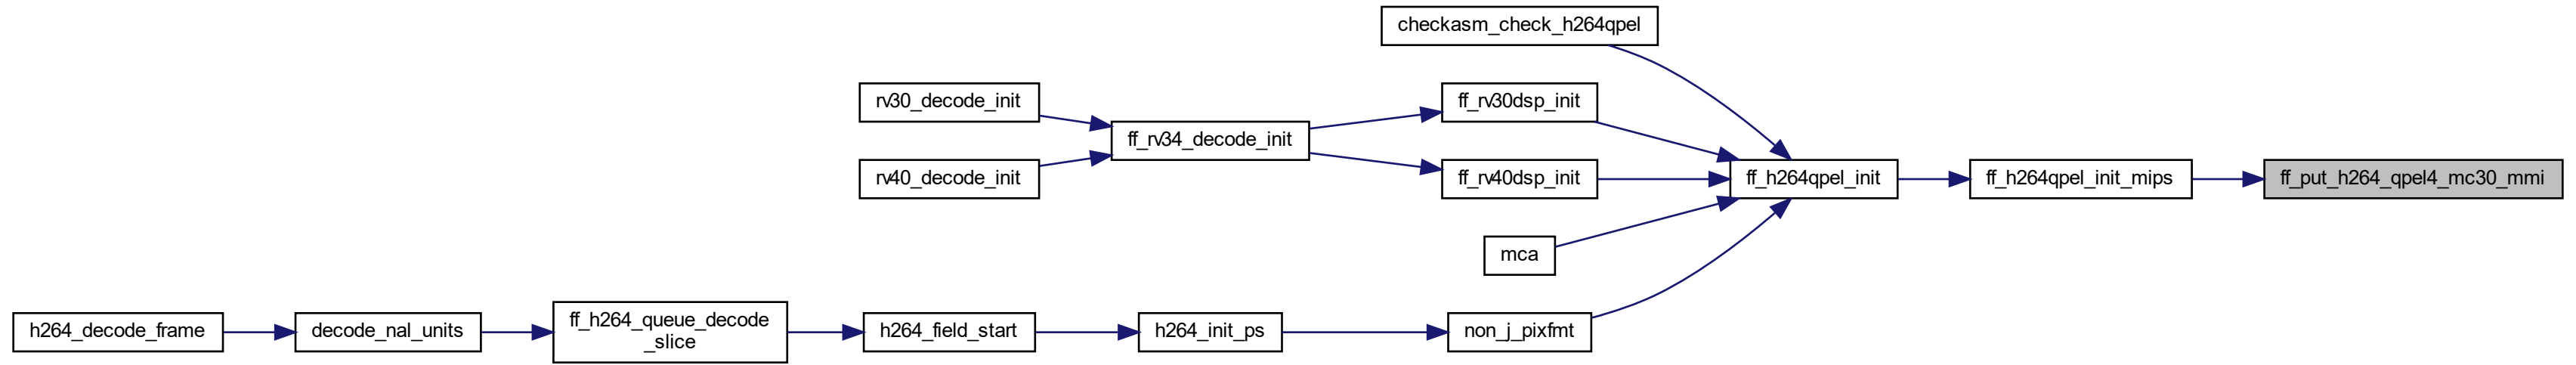 checkasm_check_h264qpel
rv30_decode_init
ff_rv30dsp_init
ff_rv34_decode_init
rv40_decode_init
ff_rv40dsp_init
ff_h264qpel_init
ff_h264qpel_init_mips
ff_put_h264_qpel4_mc30_mmi
mca
h264_decode_frame
decode_nal_units
ff_h264_queue_decode
_slice
h264_field_start
h264_init_ps
non_j_pixfmt